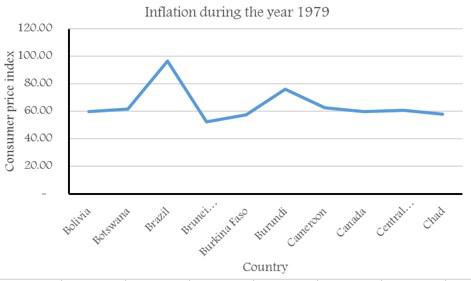 Inflation during the year 1979
Consumer price index
120.00
100.00
80.00
60.00
40.00
20.00
-
Bolivia
Botswana
Brazil
Brunei...
Burkina Faso
Burundi
Cameroon
Canada
Central...
Chad
Country